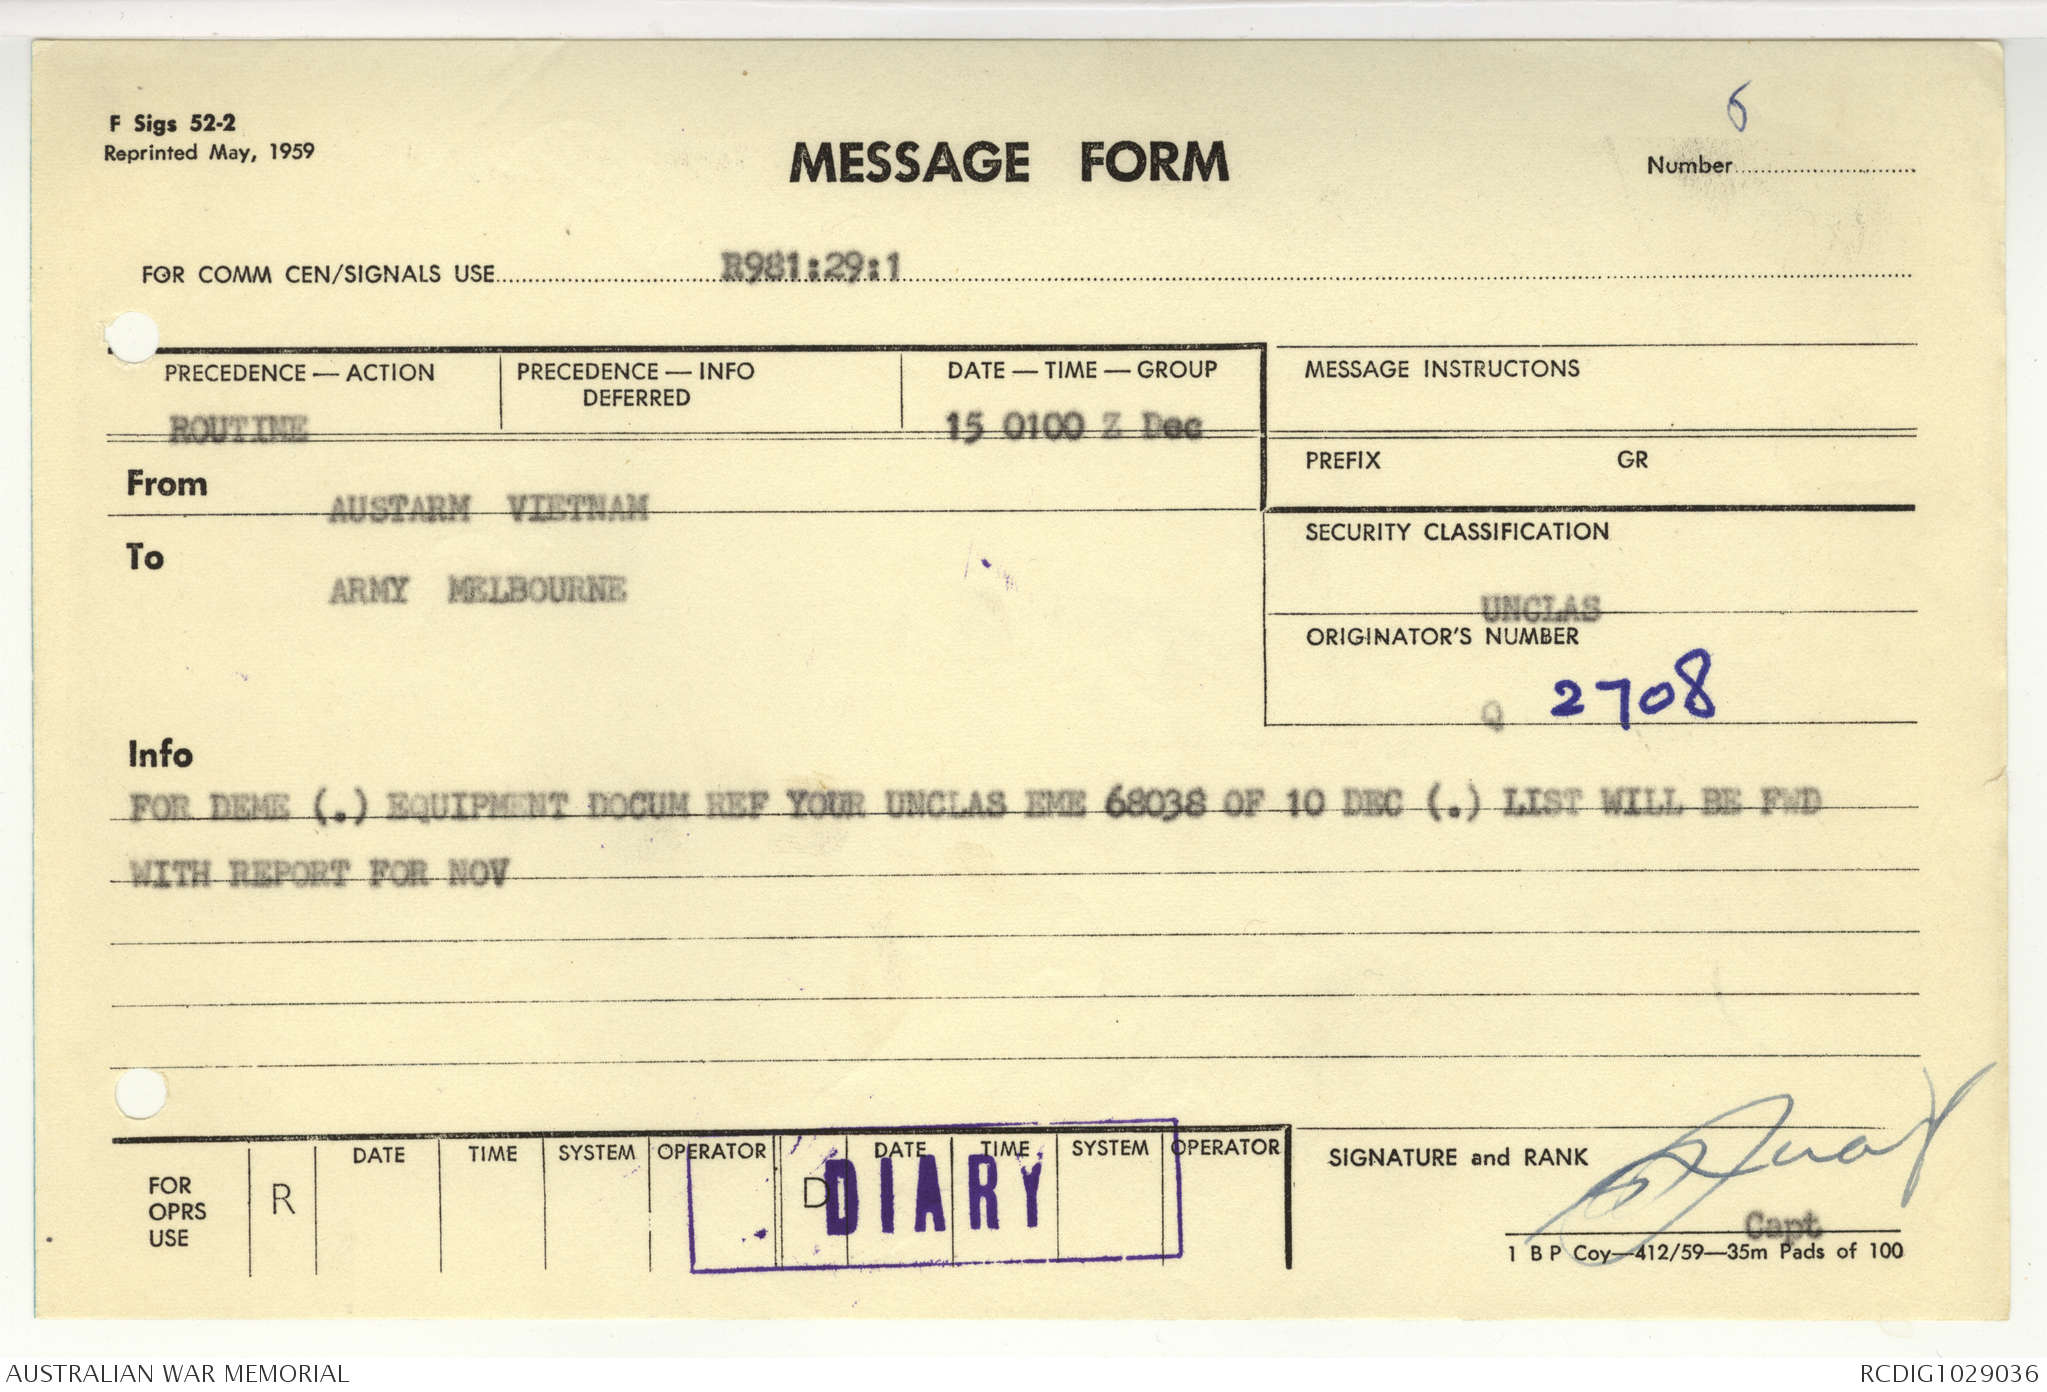 F Sigs 52-2
Reprinted May, 1959
MESSAGE FORM
6
Number
FOR COMM CEN/SIGNALS USE R981:29:1
PRECEDENCE — ACTION
ROUTINE
PRECEDENCE — INFO
DEFERRED
DATE — TIME — GROUP
15 0100 Z Dec
MESSAGE INSTRUCTONS
PREFIX GR
From AUSTARM VIETNAM
To ARMY MELBOURNE
SECURITY CLASSIFICATION
UNCLAS
ORIGINATOR'S NUMBER
Q 2708
Info
FOR DEME (.) EQUIPMENT DOCUM REF YOUR UNCLAS EME 68038 OF 10 DEC (.) LIST WILL BE FWD
WITH REPORT FOR NOV
FOR OPRS USE
R
DATE TIME SYSTEM OPERATOR
D
DATE TIME SYSTEM OPERATOR
DIARY
SIGNATURE and RANK
Capt
1 B P Coy—412/59—35m Pads of 100
AUSTRALIAN WAR MEMORIAL
RCDIG1029036